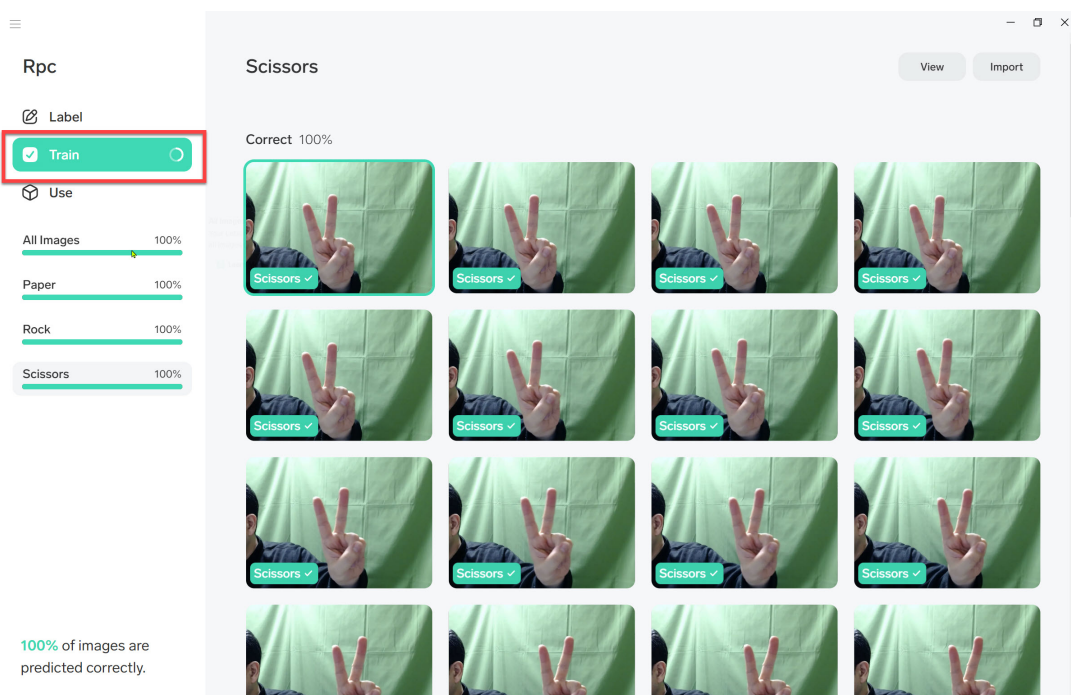 Rpc
Label
Train
Use
All Images 100%
Paper 100%
Rock 100%
Scissors 100%
100% of images are
predicted correctly.
Scissors
View Import
Correct 100%
Scissors Scissors Scissors Scissors
Scissors Scissors Scissors Scissors
Scissors Scissors Scissors Scissors